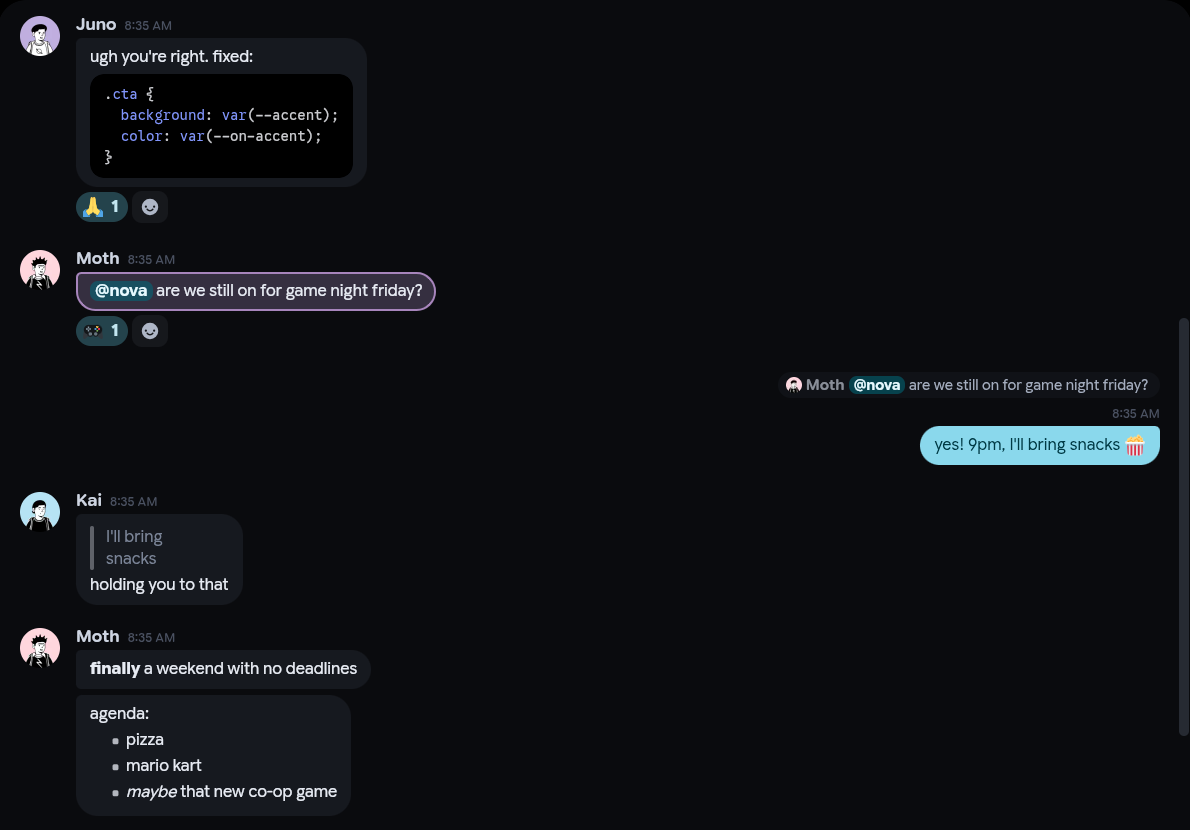 Juno 8:35 AM
ugh you're right. fixed:
.cta {
  background: var(--accent);
  color: var(--on-accent);
}
🙏 1
Moth 8:35 AM
@nova are we still on for game night friday?
🎮 1
Moth @nova are we still on for game night friday?
8:35 AM
yes! 9pm, I'll bring snacks 🍿
Kai 8:35 AM
I'll bring
snacks
holding you to that
Moth 8:35 AM
finally a weekend with no deadlines
agenda:
▪ pizza
▪ mario kart
▪ maybe that new co-op game